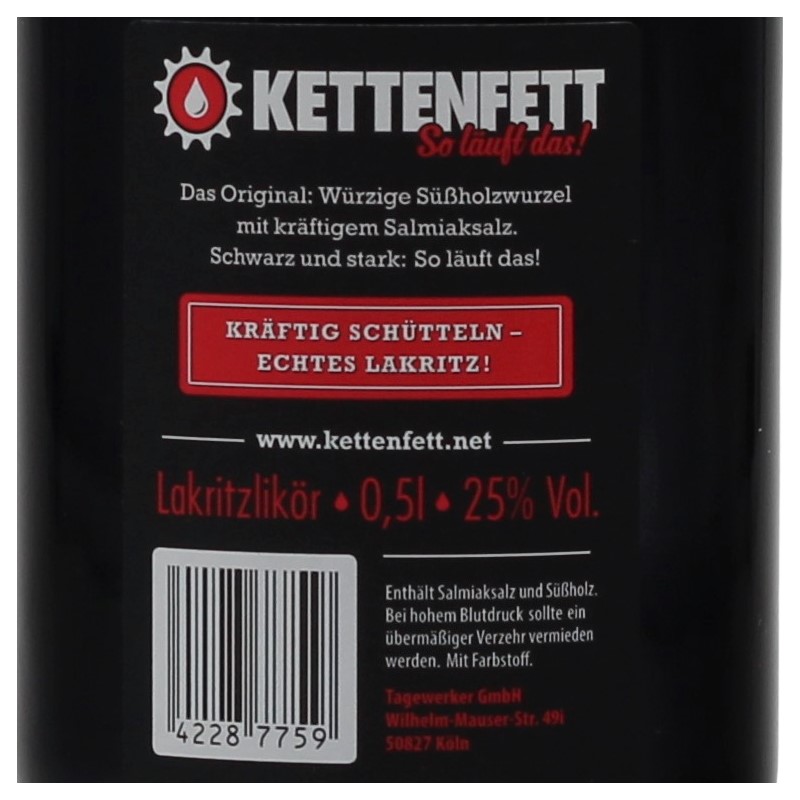 KETTENFETT
So läuft das!
Das Original: Würzige Süßholzwurzel
mit kräftigem Salmiaksalz.
Schwarz und stark: So läuft das!
KRÄFTIG SCHÜTTELN –
ECHTES LAKRITZ!
www.kettenfett.net
Lakritzlikör • 0,5l • 25% Vol.
Enthält Salmiaksalz und Süßholz.
Bei hohem Blutdruck sollte ein
übermäßiger Verzehr vermieden
werden. Mit Farbstoff.
Tagewerker GmbH
Wilhelm-Mauser-Str. 49i
50827 Köln
4228 7759